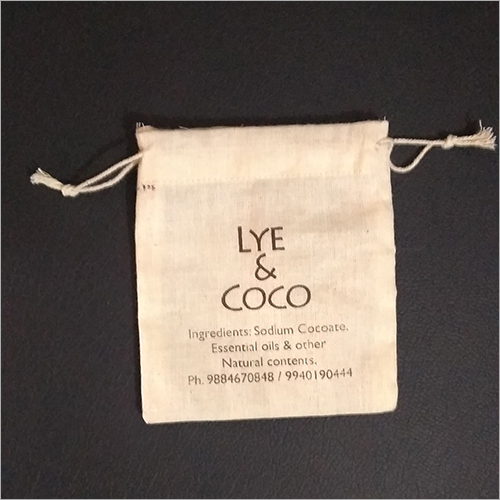 LYE
&
COCO
Ingredients: Sodium Cocoate.
Essential oils & other
Natural contents.
Ph. 9884670848 / 9940190444